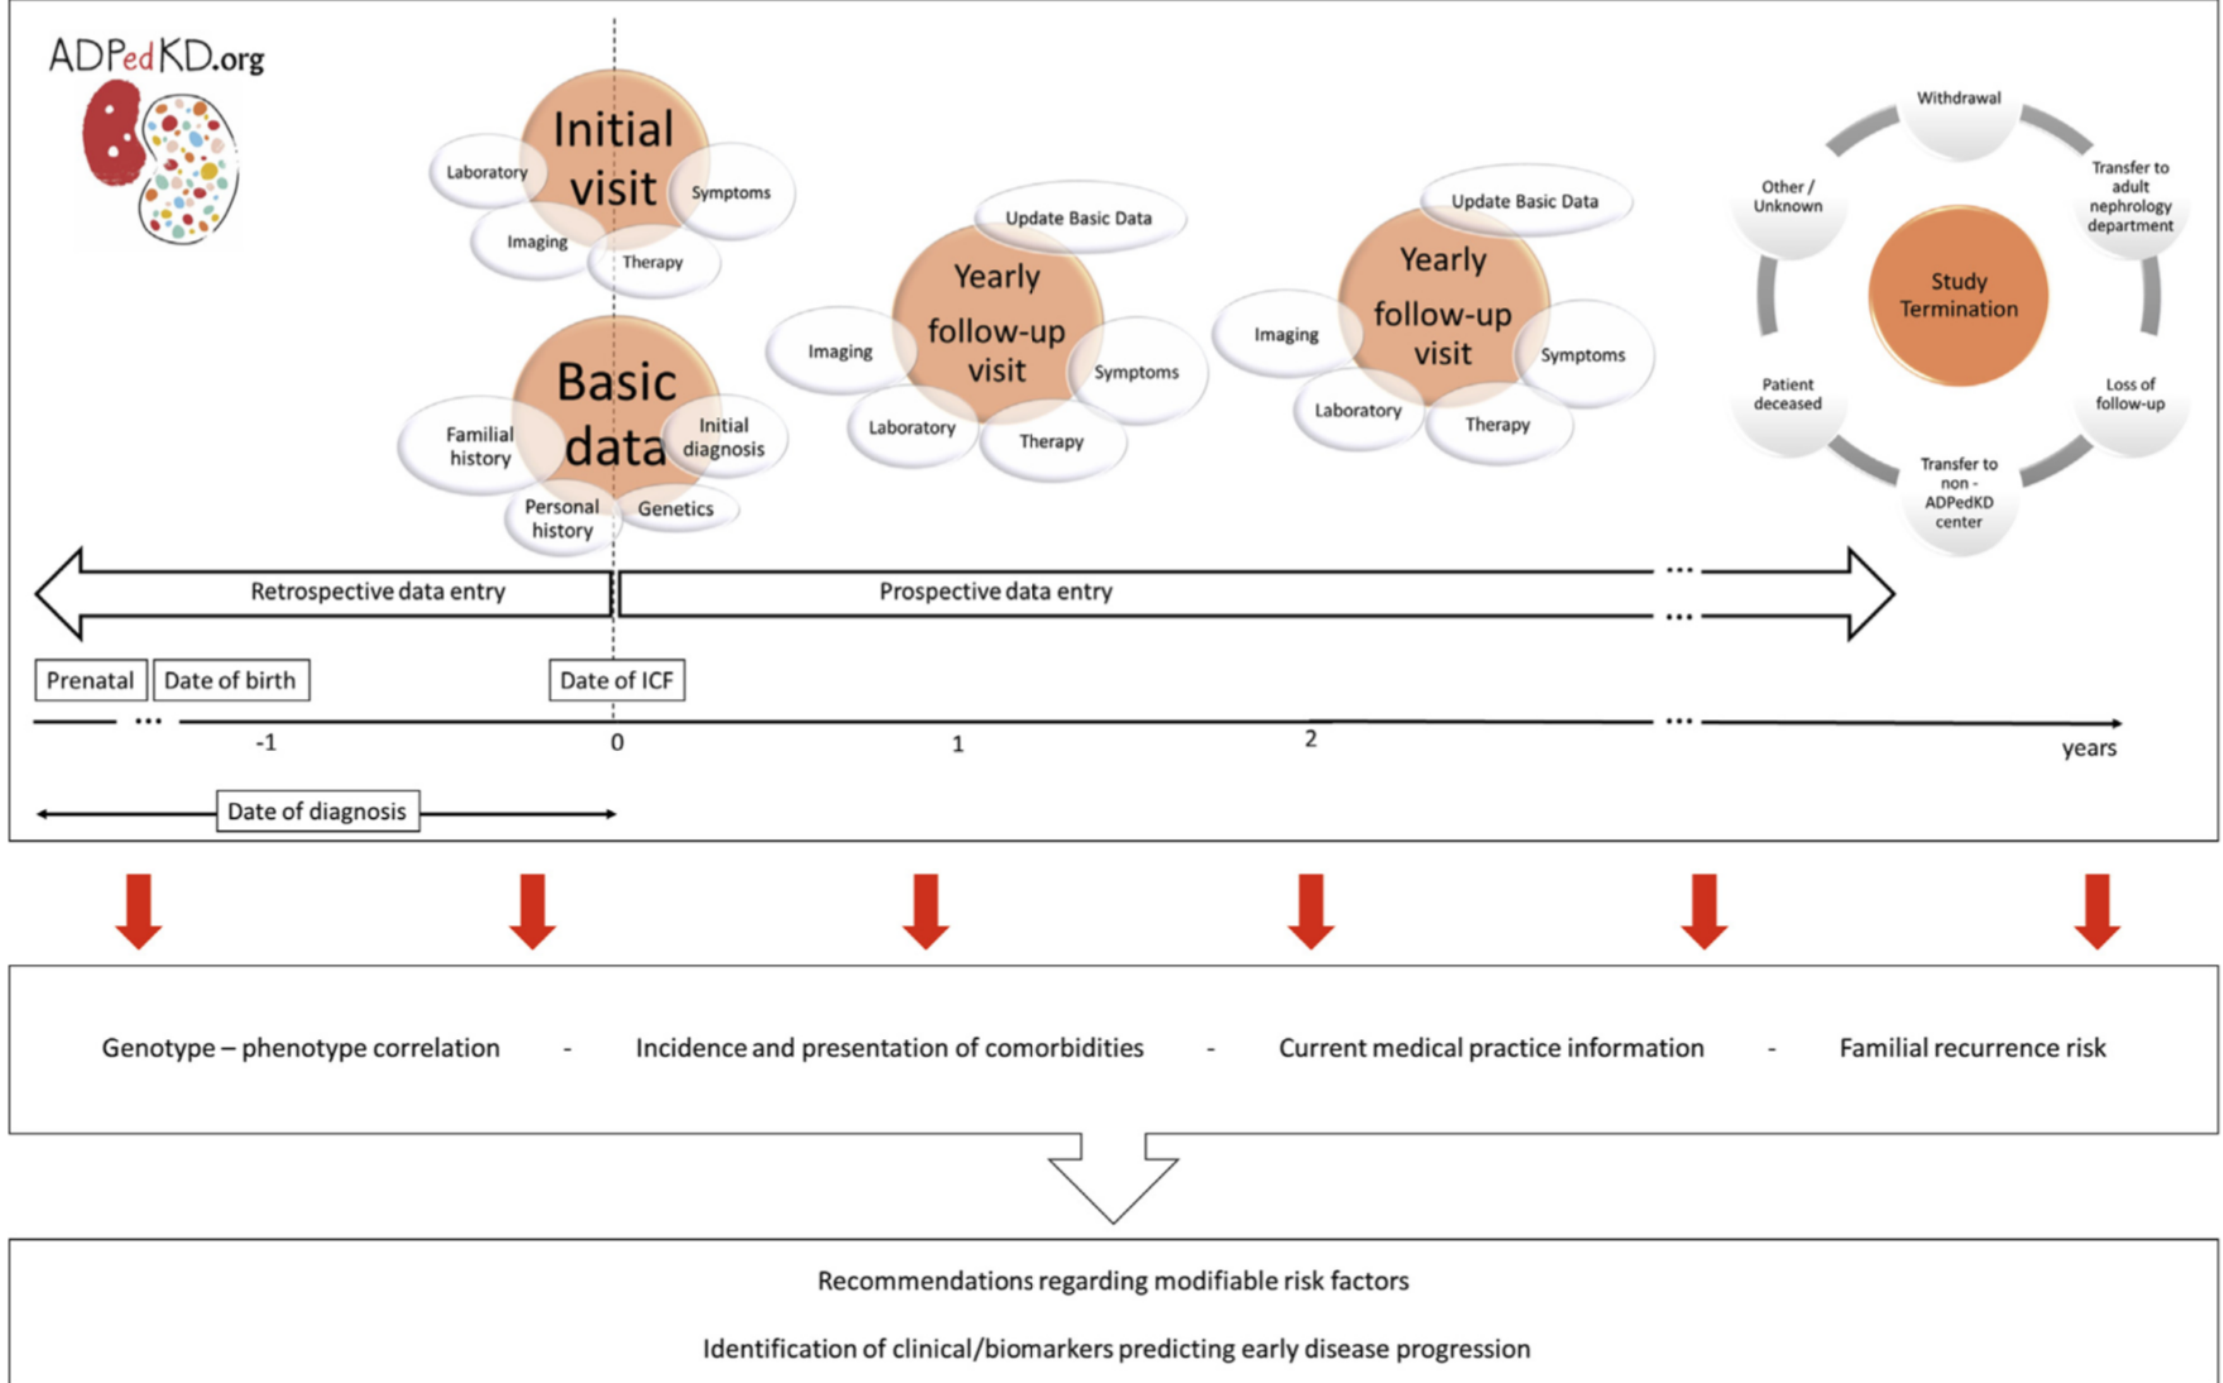 ADPedKD.org
Initial
visit
Laboratory
Symptoms
Imaging
Therapy
Basic
data
Familial
history
Initial
diagnosis
Personal
history
Genetics
Update Basic Data
Yearly
follow-up
visit
Imaging
Symptoms
Laboratory
Therapy
Update Basic Data
Yearly
follow-up
visit
Imaging
Symptoms
Laboratory
Therapy
Withdrawal
Transfer to
adult
nephrology
department
Other /
Unknown
Study
Termination
Patient
deceased
Loss of
follow-up
Transfer to
non -
ADPedKD
center
Retrospective data entry
Prospective data entry
...
...
Prenatal
Date of birth
Date of ICF
...
...
-1
0
1
2
years
Date of diagnosis
Genotype – phenotype correlation - Incidence and presentation of comorbidities - Current medical practice information - Familial recurrence risk
Recommendations regarding modifiable risk factors
Identification of clinical/biomarkers predicting early disease progression